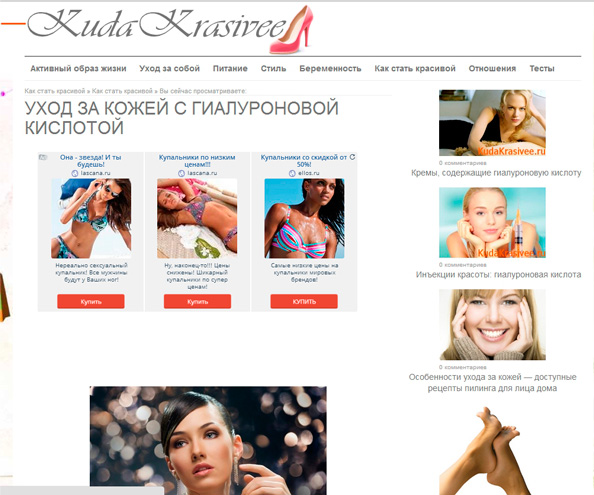 KudaKrasivee
Активный образ жизни Уход за собой Питание Стиль Беременность Как стать красивой Отношения Тесты
Как стать красивой » Как стать красивой » Вы сейчас просматриваете:
УХОД ЗА КОЖЕЙ С ГИАЛУРОНОВОЙ
КИСЛОТОЙ
Она - звезда! И ты
будешь!
lascana.ru
Нереально сексуальный
купальник! Все мужчины
будут у Ваших ног!
Купить
Купальники по низким
ценам!!!
lascana.ru
Ну, наконец-то!!! Цены
снижены! Шикарный
купальники по супер
ценам!
Купить
Купальники со скидкой от
50%!
ellos.ru
Самые низкие цены на
купальники мировых
брендов!
КУПИТЬ
KudaKrasivee.ru
0 комментариев
Кремы, содержащие гиалуроновую кислоту
KudaKrasivee.ru
0 комментариев
Инъекции красоты: гиалуроновая кислота
0 комментариев
Особенности ухода за кожей — доступные
рецепты пилинга для лица дома